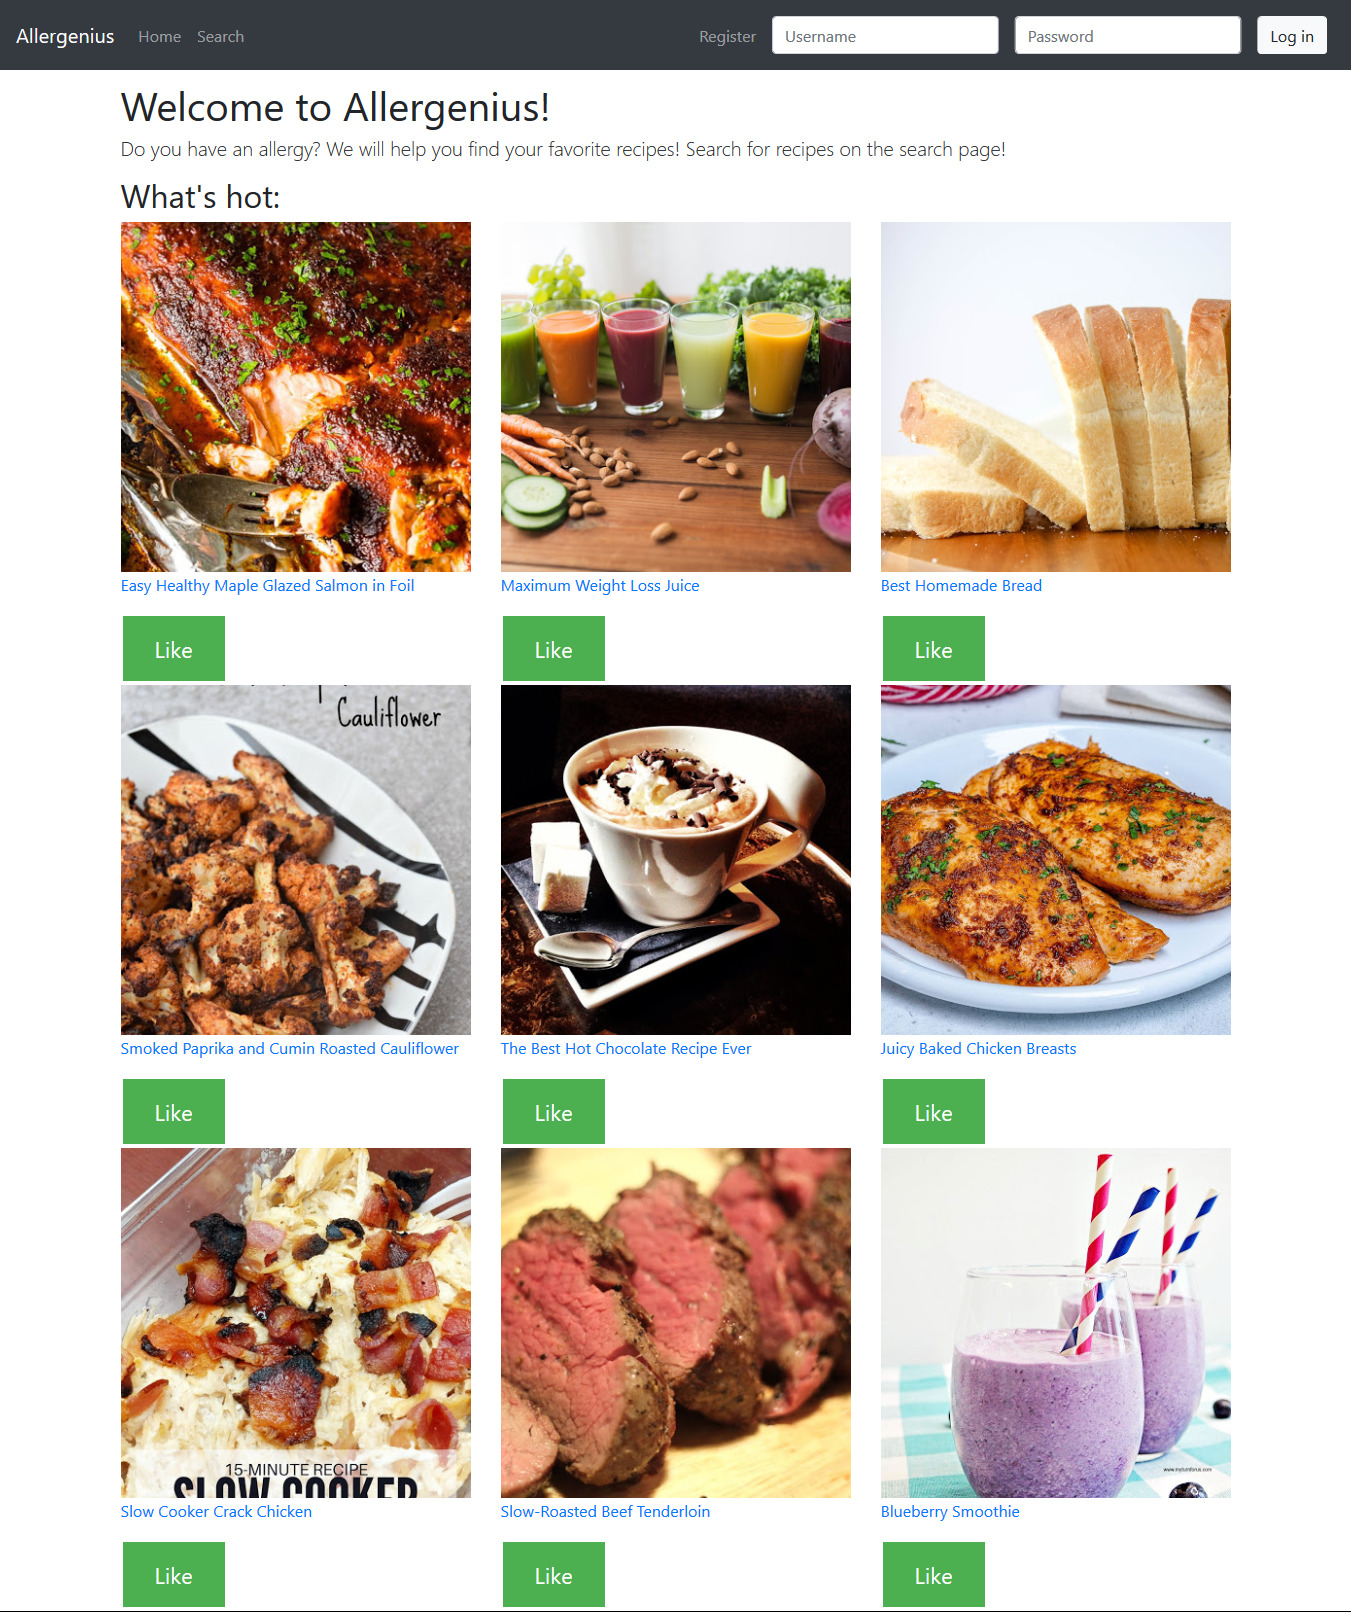 Allergenius Home Search Register Username Password Log in
Welcome to Allergenius!
Do you have an allergy? We will help you find your favorite recipes! Search for recipes on the search page!
What's hot:
Easy Healthy Maple Glazed Salmon in Foil
Maximum Weight Loss Juice
Best Homemade Bread
Like
Like
Like
Cauliflower
Smoked Paprika and Cumin Roasted Cauliflower
The Best Hot Chocolate Recipe Ever
Juicy Baked Chicken Breasts
Like
Like
Like
15-MINUTE RECIPE
SLOW COOKER
www.myturnforus.com
Slow Cooker Crack Chicken
Slow-Roasted Beef Tenderloin
Blueberry Smoothie
Like
Like
Like